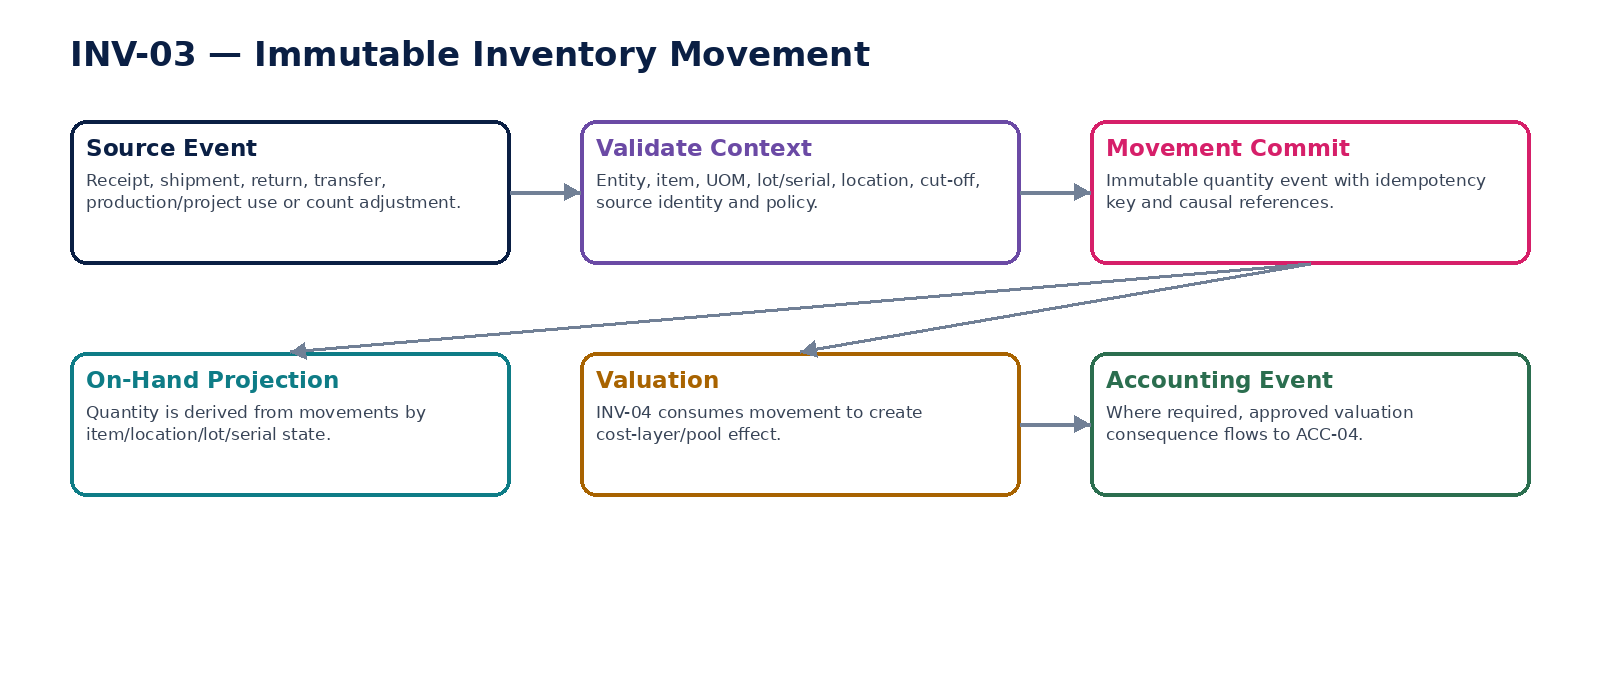 INV-03 — Immutable Inventory Movement
Source Event
Receipt, shipment, return, transfer,
production/project use or count adjustment.
Validate Context
Entity, item, UOM, lot/serial, location, cut-off,
source identity and policy.
Movement Commit
Immutable quantity event with idempotency
key and causal references.
On-Hand Projection
Quantity is derived from movements by
item/location/lot/serial state.
Valuation
INV-04 consumes movement to create
cost-layer/pool effect.
Accounting Event
Where required, approved valuation
consequence flows to ACC-04.